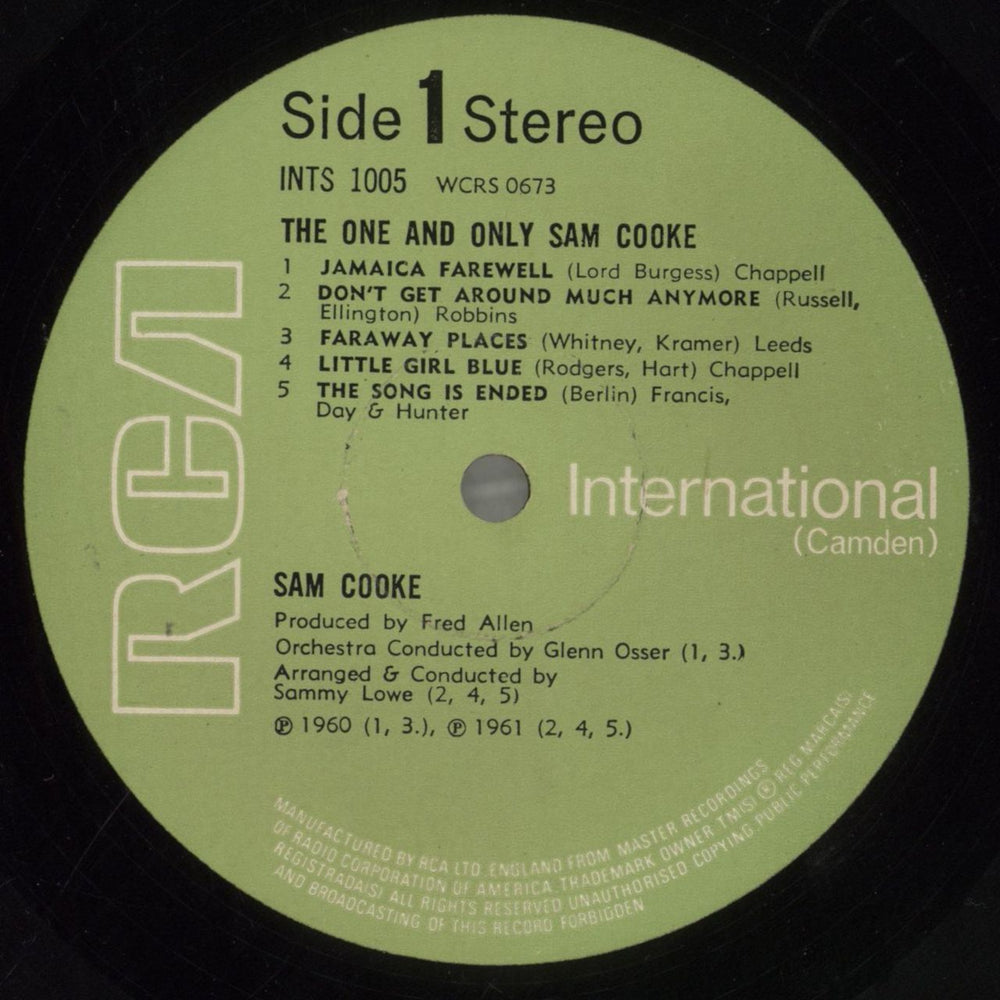 Side 1 Stereo
INTS 1005 WCRS 0673
THE ONE AND ONLY SAM COOKE
1 JAMAICA FAREWELL (Lord Burgess) Chappell
2 DON'T GET AROUND MUCH ANYMORE (Russell,
Ellington) Robbins
3 FARAWAY PLACES (Whitney, Kramer) Leeds
4 LITTLE GIRL BLUE (Rodgers, Hart) Chappell
5 THE SONG IS ENDED (Berlin) Francis,
Day & Hunter
RCA
International
(Camden)
SAM COOKE
Produced by Fred Allen
Orchestra Conducted by Glenn Osser (1, 3.)
Arranged & Conducted by
Sammy Lowe (2, 4, 5)
℗ 1960 (1, 3.), ℗ 1961 (2, 4, 5.)
MANUFACTURED BY RCA LTD. ENGLAND FROM MASTER RECORDINGS
OF RADIO CORPORATION OF AMERICA. TRADEMARK OWNER TM(S) ® REG MARCA(S)
REGISTRADA(S) ALL RIGHTS RESERVED UNAUTHORISED COPYING PUBLIC PERFORMANCE
AND BROADCASTING OF THIS RECORD FORBIDDEN